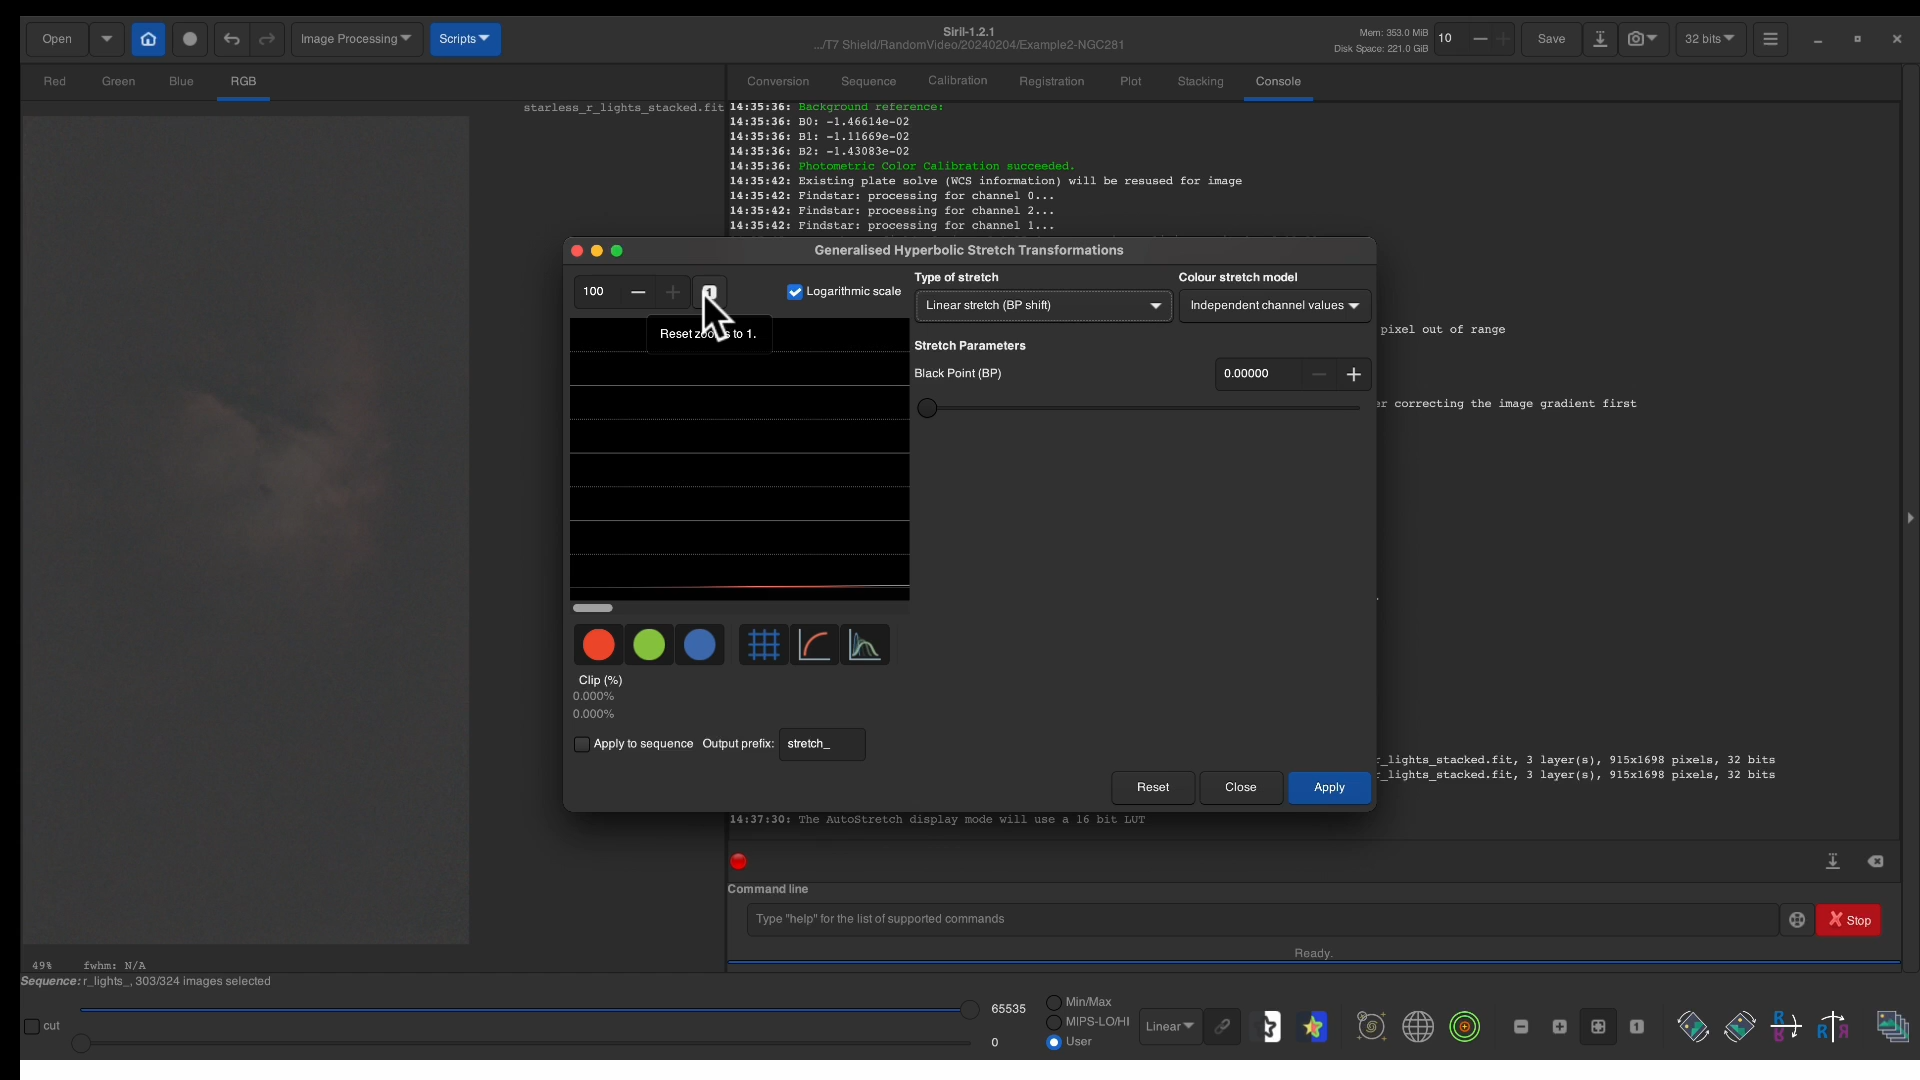 Open
Image Processing
Scripts
Siril-1.2.1
.../T7 Shield/RandomVideo/20240204/Example2-NGC281
Mem: 353.0 MiB
Disk Space: 221.0 GiB
10
Save
32 bits
Red
Green
Blue
RGB
Conversion
Sequence
Calibration
Registration
Plot
Stacking
Console
starless_r_lights_stacked.fit
14:35:36: Background reference:
14:35:36: B0: -1.46614e-02
14:35:36: B1: -1.11669e-02
14:35:36: B2: -1.43083e-02
14:35:36: Photometric Color Calibration succeeded.
14:35:42: Existing plate solve (WCS information) will be resused for image
14:35:42: Findstar: processing for channel 0...
14:35:42: Findstar: processing for channel 2...
14:35:42: Findstar: processing for channel 1...
Generalised Hyperbolic Stretch Transformations
100
1
Logarithmic scale
Type of stretch
Colour stretch model
Linear stretch (BP shift)
Independent channel values
pixel out of range
Reset to 1.
Stretch Parameters
Black Point (BP)
0.00000
correcting the image gradient first
Clip (%)
0.000%
0.000%
Apply to sequence
Output prefix:
stretch_
_lights_stacked.fit, 3 layer(s), 915x1698 pixels, 32 bits
_lights_stacked.fit, 3 layer(s), 915x1698 pixels, 32 bits
Reset
Close
Apply
14:37:30: The AutoStretch display mode will use a 16 bit LUT
Command line
Type "help" for the list of supported commands
Stop
Ready.
49%
fwhm: N/A
Sequence: r_lights_, 303/324 images selected
cut
65535
0
Min/Max
MIPS-LO/HI
User
Linear
1
R
R
R R